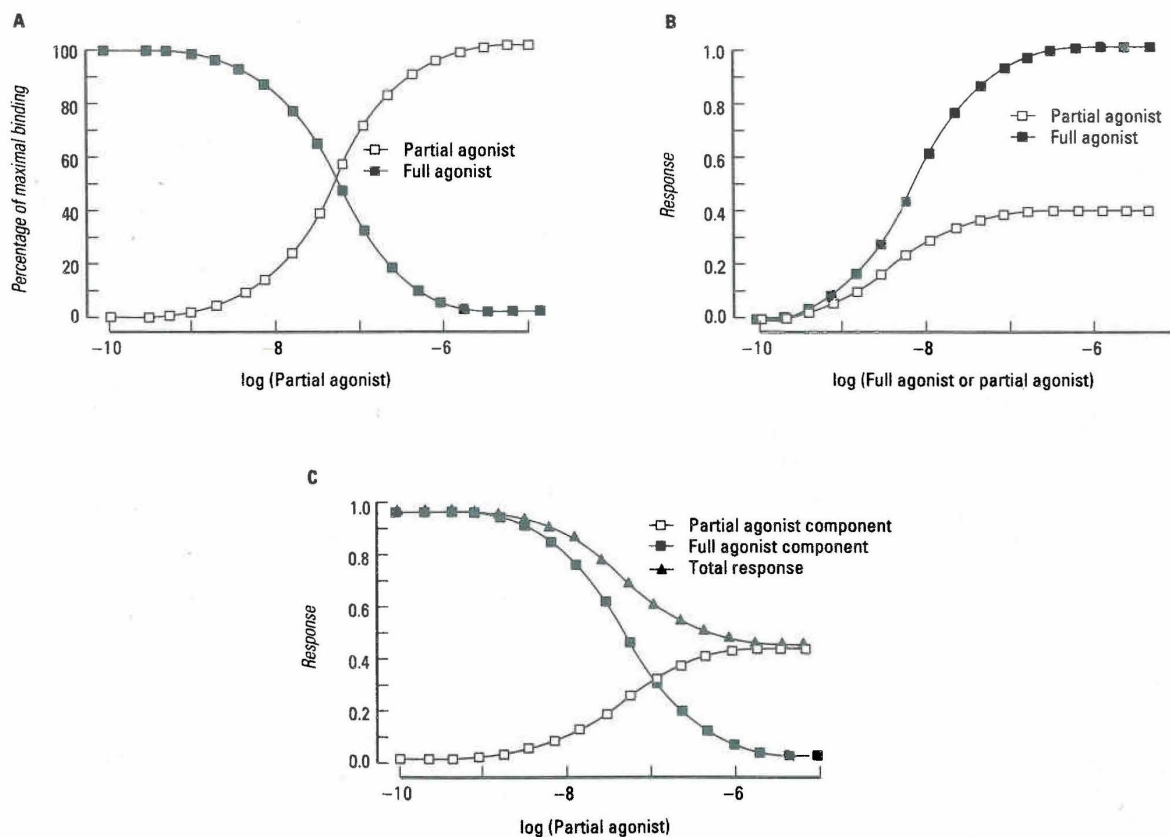 A
Percentage of maximal binding
100
80
60
40
20
0
Partial agonist
Full agonist
−10
−8
−6
log (Partial agonist)
B
Response
1.0
0.8
0.6
0.4
0.2
0.0
Partial agonist
Full agonist
−10
−8
−6
log (Full agonist or partial agonist)
C
Response
1.0
0.8
0.6
0.4
0.2
0.0
Partial agonist component
Full agonist component
Total response
−10
−8
−6
log (Partial agonist)